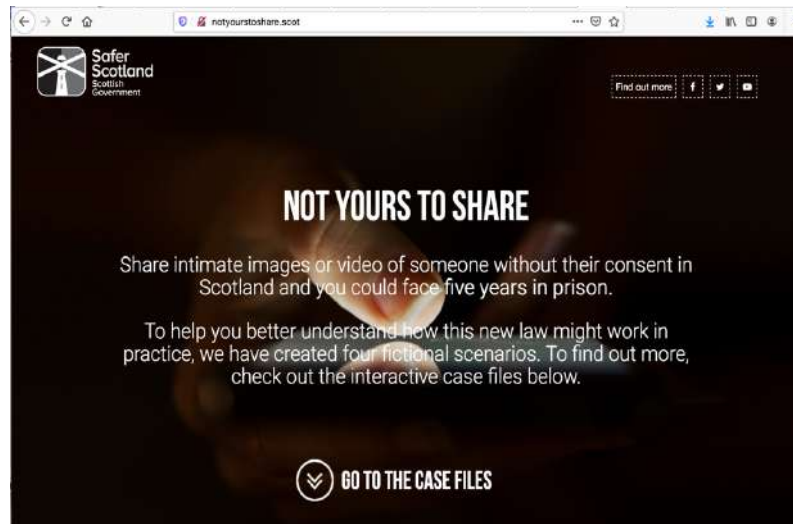 notyourstoshare.scot
Safer
Scotland
Scottish
Government
Find out more
NOT YOURS TO SHARE
Share intimate images or video of someone without their consent in
Scotland and you could face five years in prison.
To help you better understand how this new law might work in
practice, we have created four fictional scenarios. To find out more,
check out the interactive case files below.
GO TO THE CASE FILES